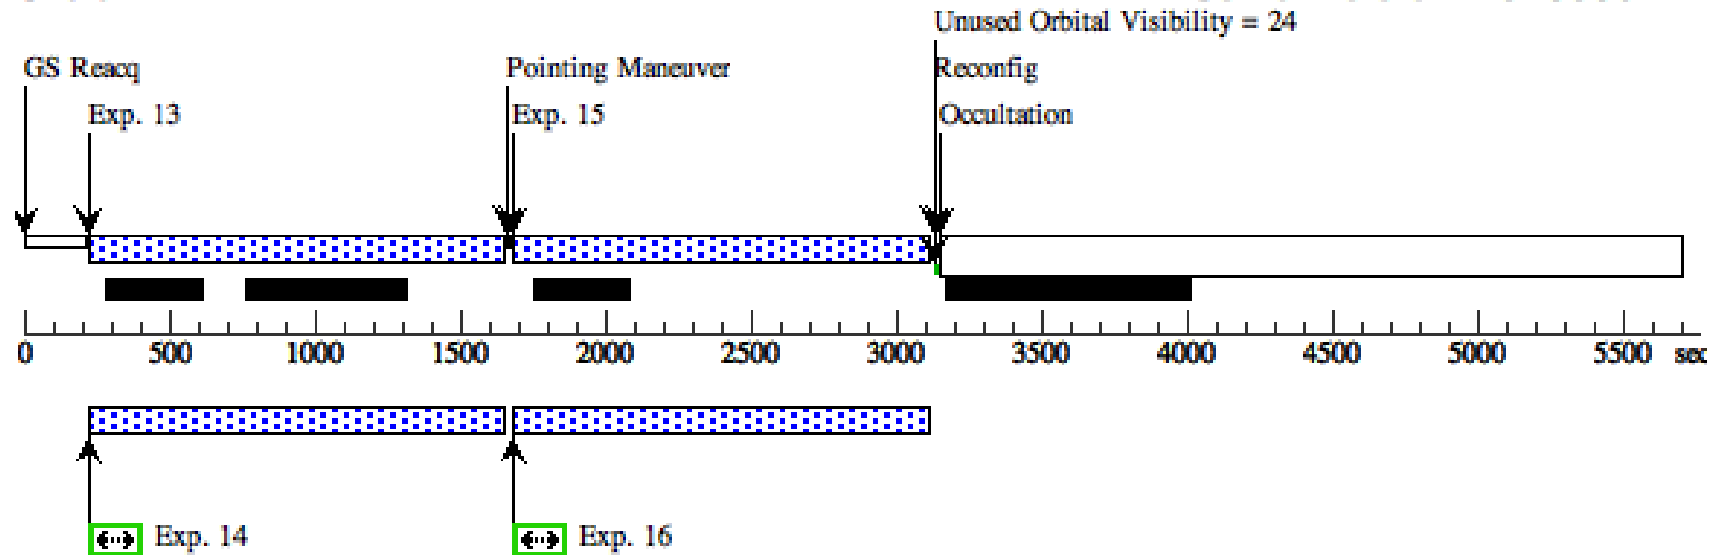 Unused Orbital Visibility = 24
GS Reacq
Pointing Maneuver
Reconfig
Exp. 13
Exp. 15
Occultation
0 500 1000 1500 2000 2500 3000 3500 4000 4500 5000 5500 sec
Exp. 14
Exp. 16